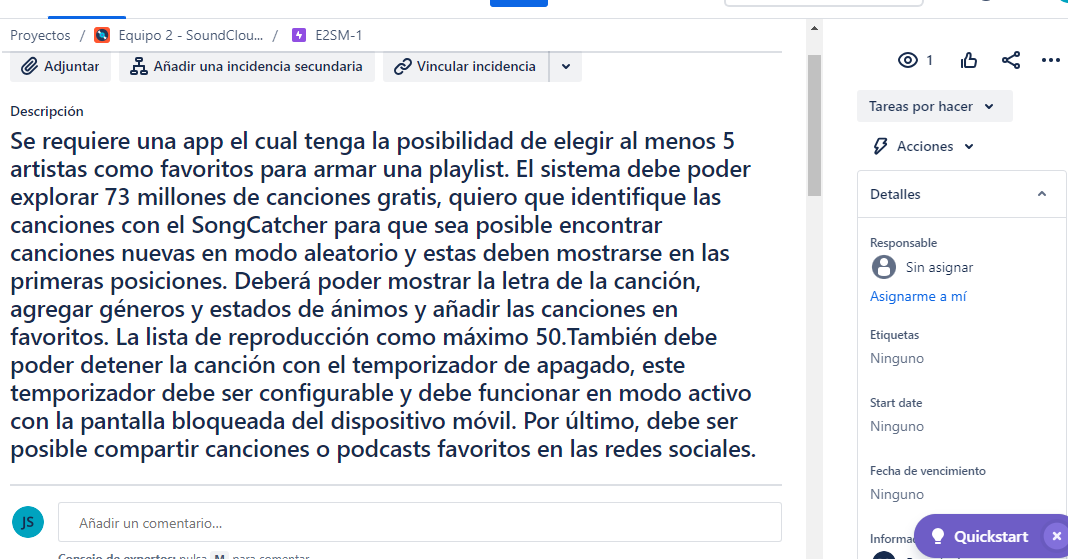 Proyectos / Equipo 2 - SoundClou... / E2SM-1
1
Adjuntar
Añadir una incidencia secundaria
Vincular incidencia
Descripción
Se requiere una app el cual tenga la posibilidad de elegir al menos 5
artistas como favoritos para armar una playlist. El sistema debe poder
explorar 73 millones de canciones gratis, quiero que identifique las
canciones con el SongCatcher para que sea posible encontrar
canciones nuevas en modo aleatorio y estas deben mostrarse en las
primeras posiciones. Deberá poder mostrar la letra de la canción,
agregar géneros y estados de ánimos y añadir las canciones en
favoritos. La lista de reproducción como máximo 50.También debe
poder detener la canción con el temporizador de apagado, este
temporizador debe ser configurable y debe funcionar en modo activo
con la pantalla bloqueada del dispositivo móvil. Por último, debe ser
posible compartir canciones o podcasts favoritos en las redes sociales.
JS
Añadir un comentario...
Consejo de expertos: pulsa M para comentar
Tareas por hacer
Acciones
Detalles
Responsable
Sin asignar
Asignarme a mí
Etiquetas
Ninguno
Start date
Ninguno
Fecha de vencimiento
Ninguno
Quickstart